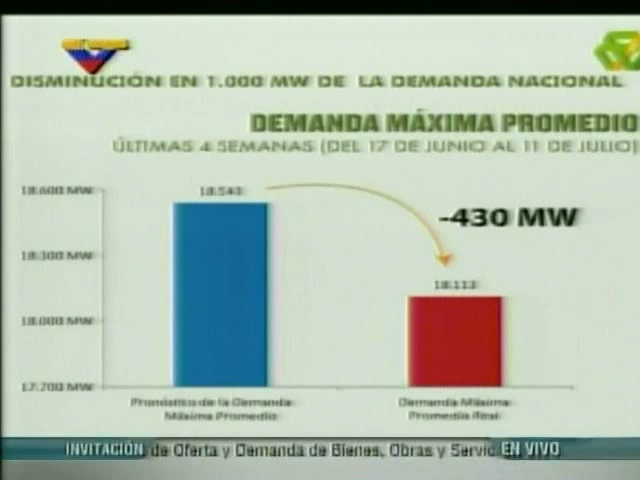 DISMINUCIÓN EN 1.000 MW DE LA DEMANDA NACIONAL
DEMANDA MÁXIMA PROMEDIO
ÚLTIMAS 4 SEMANAS (DEL 17 DE JUNIO AL 11 DE JULIO)
18.600 MW
18.543
-430 MW
18.300 MW
18.113
18.000 MW
17.700 MW
Pronóstico de la Demanda Demanda Máxima
Máxima Promedio Promedio Real
INVITACIÓN de Oferta y Demanda de Bienes, Obras y Servic EN VIVO